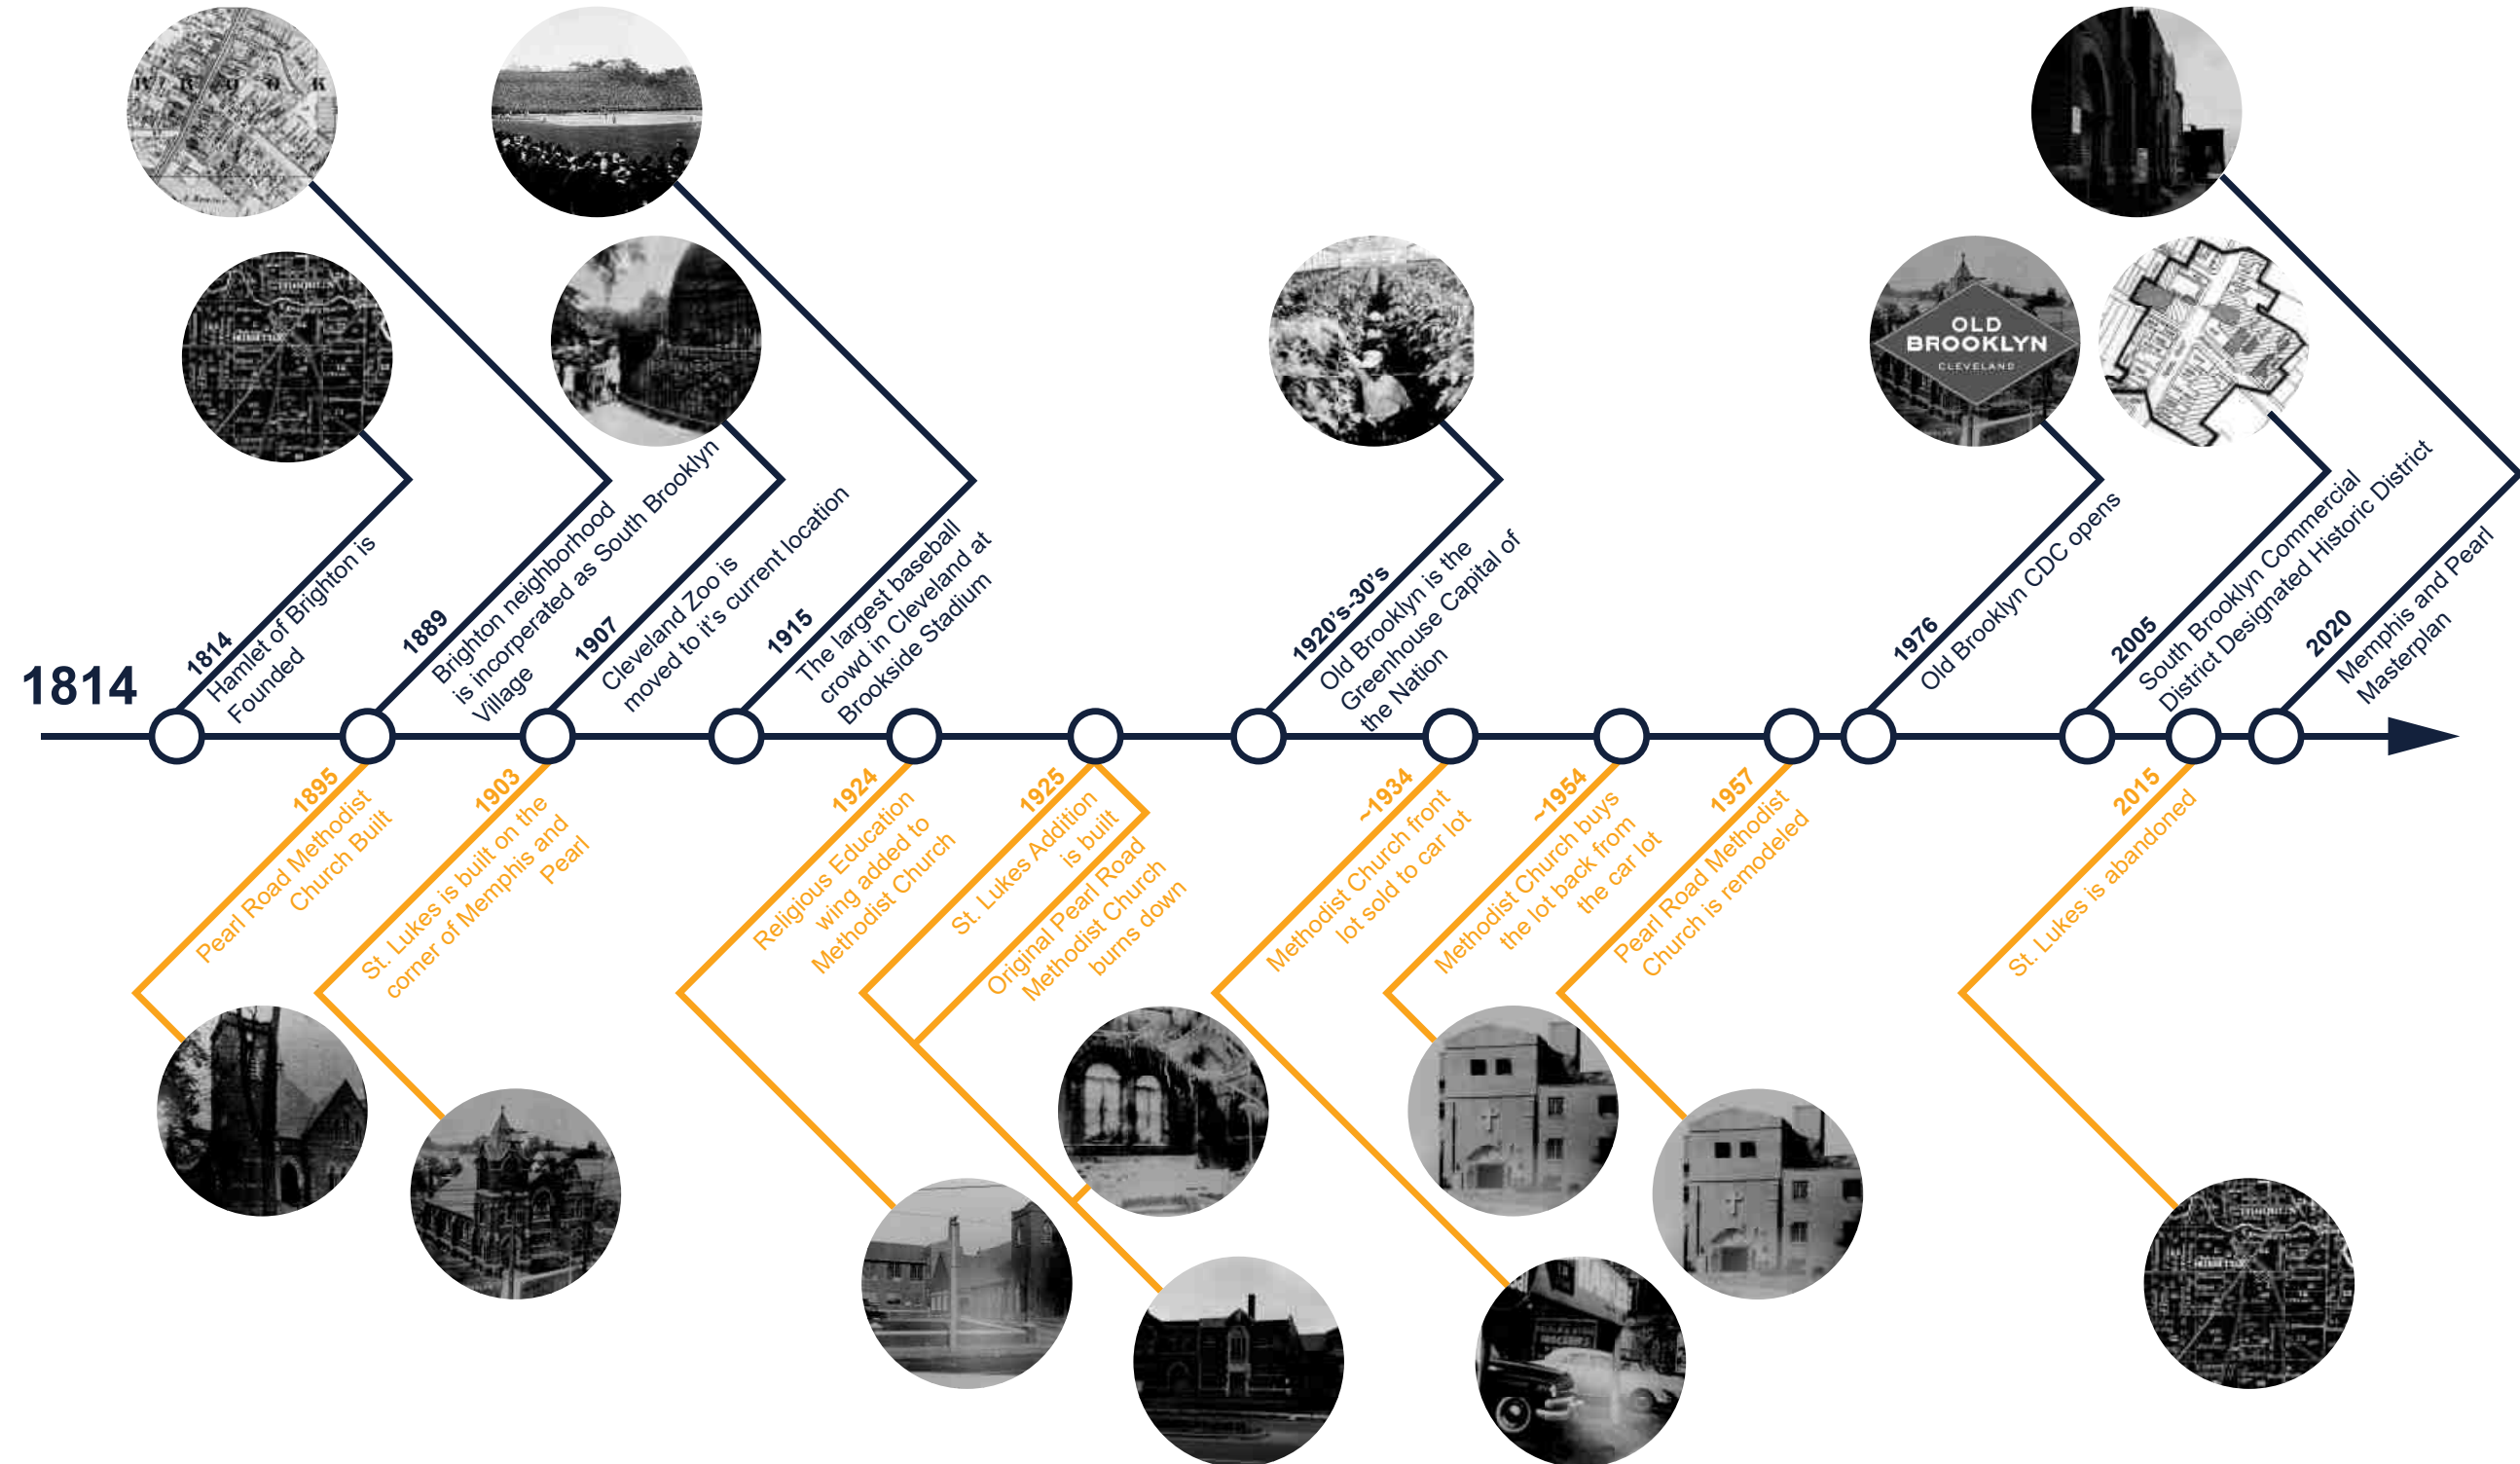 1814
1814
Hamlet of Brighton is
Founded
1889
Brighton neighborhood
is incorperated as South Brooklyn
Village
1907
Cleveland Zoo is
moved to it's current location
1915
The largest baseball
crowd in Cleveland at
Brookside Stadium
1920's-30's
Old Brooklyn is the
Greenhouse Capital of
the Nation
OLD
BROOKLYN
CLEVELAND
1976
Old Brooklyn CDC opens
2005
South Brooklyn Commercial
District Designated Historic District
2020
Memphis and Pearl
Masterplan
1895
Pearl Road Methodist
Church Built
1903
St. Lukes is built on the
corner of Memphis and
Pearl
1924
Religious Education
wing added to
Methodist Church
1925
St. Lukes Addition
is built
Original Pearl Road
Methodist Church
burns down
~1934
Methodist Church front
lot sold to car lot
~1954
Methodist Church buys
the lot back from
the car lot
1957
Pearl Road Methodist
Church is remodeled
2015
St. Lukes is abandoned